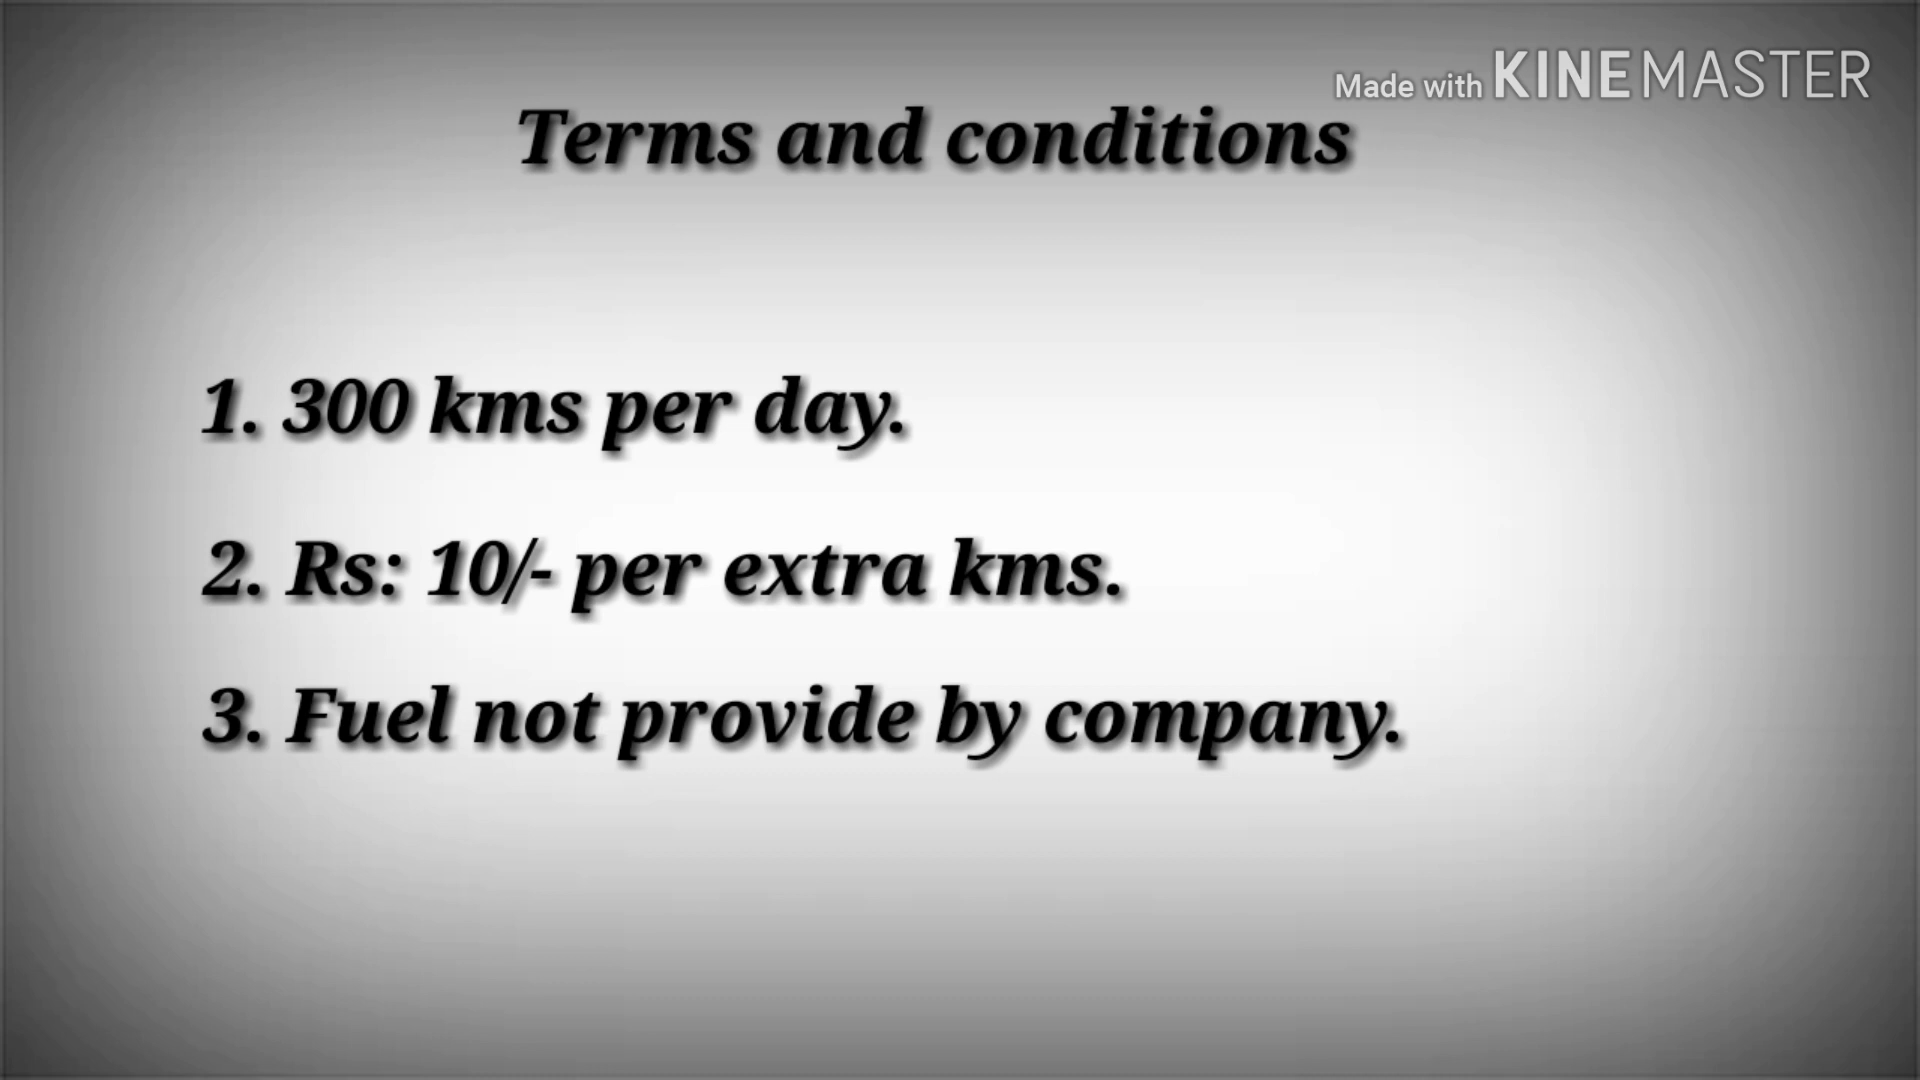 Made with KINEMASTER
Terms and conditions
1. 300 kms per day.
2. Rs: 10/- per extra kms.
3. Fuel not provide by company.